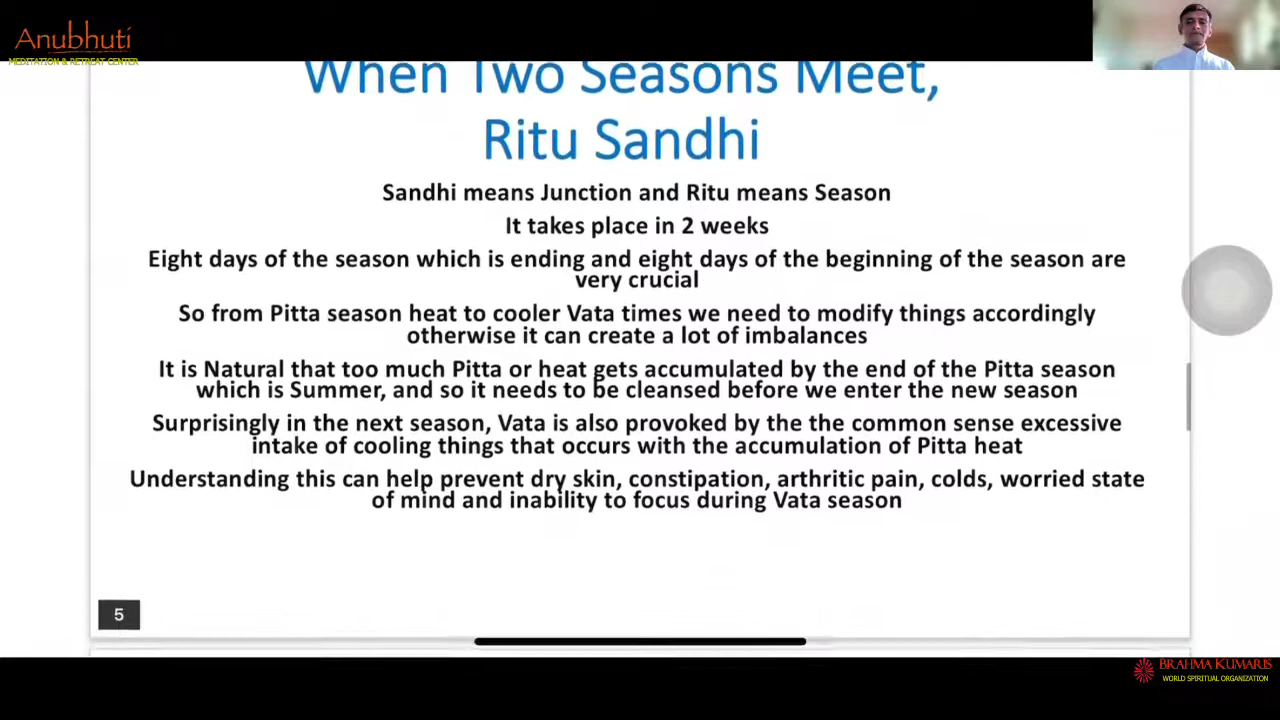 Anubhuti
MEDITATION & RETREAT CENTER
When Two Seasons Meet,
Ritu Sandhi
Sandhi means Junction and Ritu means Season
It takes place in 2 weeks
Eight days of the season which is ending and eight days of the beginning of the season are
very crucial
So from Pitta season heat to cooler Vata times we need to modify things accordingly
otherwise it can create a lot of imbalances
It is Natural that too much Pitta or heat gets accumulated by the end of the Pitta season
which is Summer, and so it needs to be cleansed before we enter the new season
Surprisingly in the next season, Vata is also provoked by the the common sense excessive
intake of cooling things that occurs with the accumulation of Pitta heat
Understanding this can help prevent dry skin, constipation, arthritic pain, colds, worried state
of mind and inability to focus during Vata season
5
BRAHMA KUMARIS
WORLD SPIRITUAL ORGANIZATION